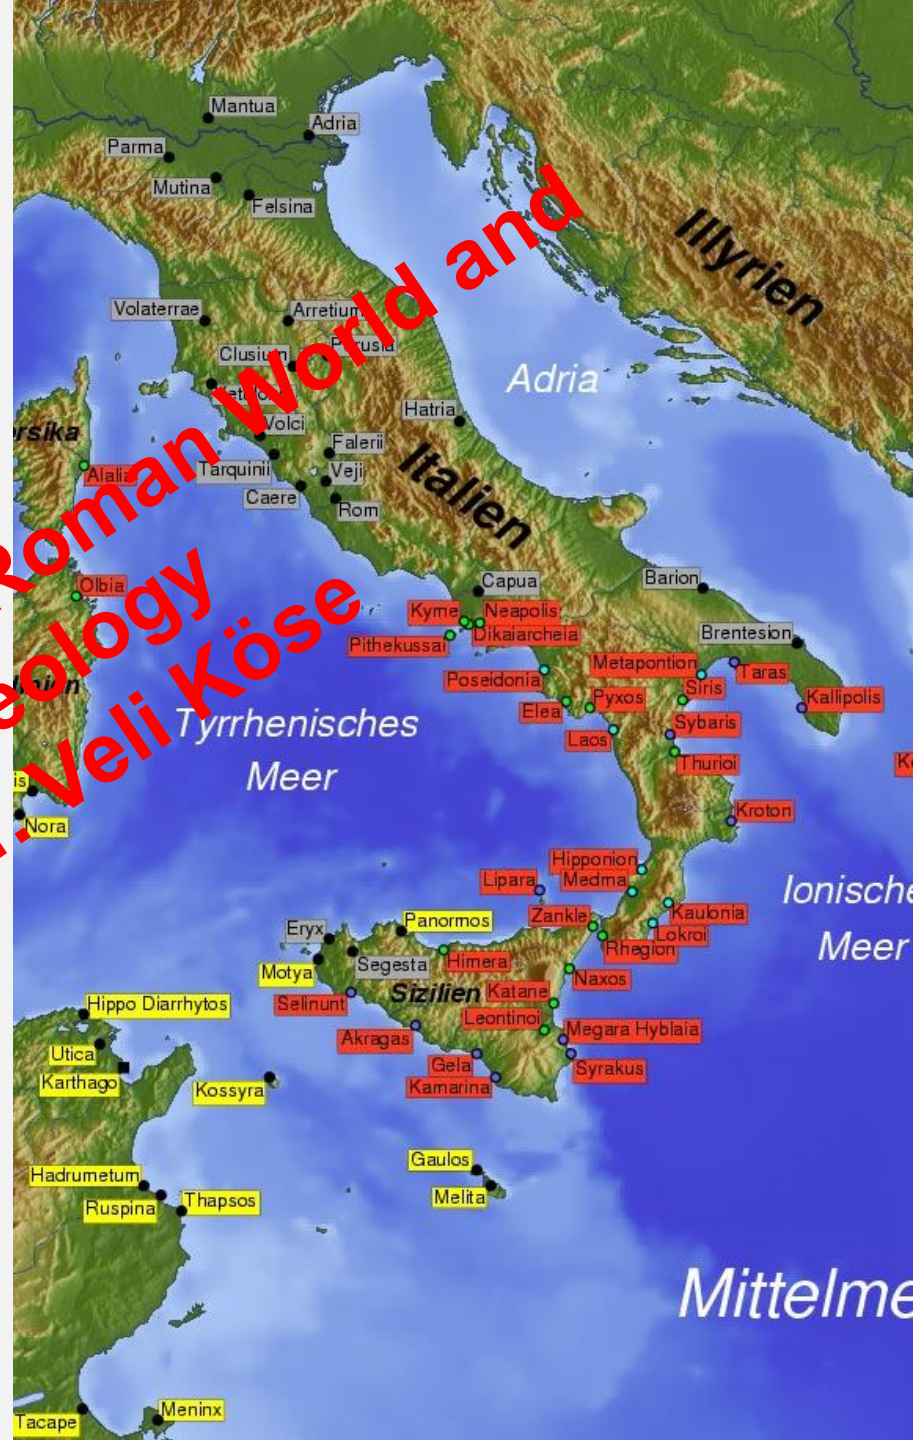 Mantua
Adria
Parma
Mutina
Felsina
Illyrien
Volaterrae
Arretium
Clusium
Perusia
Adria
Hatria
Volci
Falerii
Italien
Alalia
Tarquinii
Veji
Caere
Rom
Roman World and
Olbia
Capua
Barion
Kyme
Neapolis
Dikaiarcheia
Pithekussai
Brentesion
Metapontion
Taras
Poseidonia
Siris
Elea
Pyxos
Kallipolis
Sybaris
Laos
Thurioi
Tyrrhenisches
Meer
Veli Köse
Nora
Kroton
Hipponion
Lipara
Medma
Ionische
Meer
Zankle
Kaulonia
Panormos
Eryx
Lokroi
Rhegion
Motya
Segesta
Himera
Naxos
Selinunt
Sizilien
Katane
Hippo Diarrhytos
Leontinoi
Megara Hyblaia
Akragas
Utica
Gela
Syrakus
Karthago
Kossyra
Kamarina
Gaulos
Hadrumetum
Melita
Ruspina
Thapsos
Mittelme
Meninx
Tacape